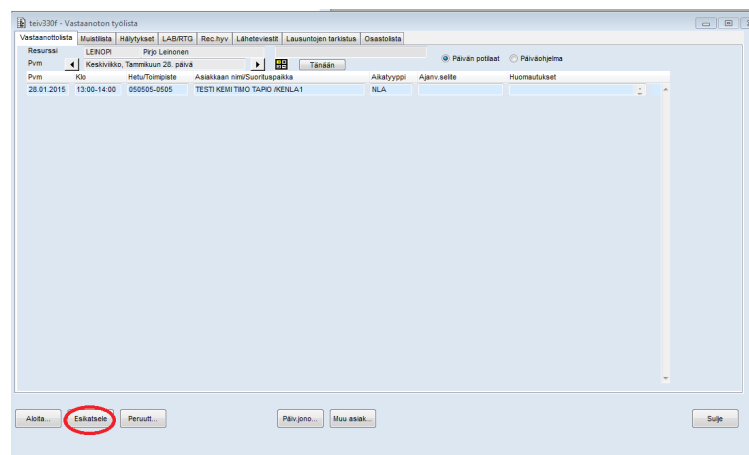 teiv330f - Vastaanoton työlista
Vastaanottolista Muistilista Hälytykset LAB/RTG Rec.hyv Läheteviestit Lausuntojen tarkistus Osastolista
Resurssi LEINOPI Pirjo Leinonen
Pvm Keskiviikko, Tammikuun 28. päivä Tänään Päivän potilaat Päiväohjelma
Pvm Klo Hetu/Toimipiste Asiakkaan nimi/Suorituspaikka Aikatyyppi Ajanv.selite Huomautukset
28.01.2015 13:00-14:00 050505-0505 TESTI KEMI TIMO TAPIO /KENLA1 NLA
Aloita... Esikatsele Peruutt... Päiv.jono... Muu asiak... Sulje